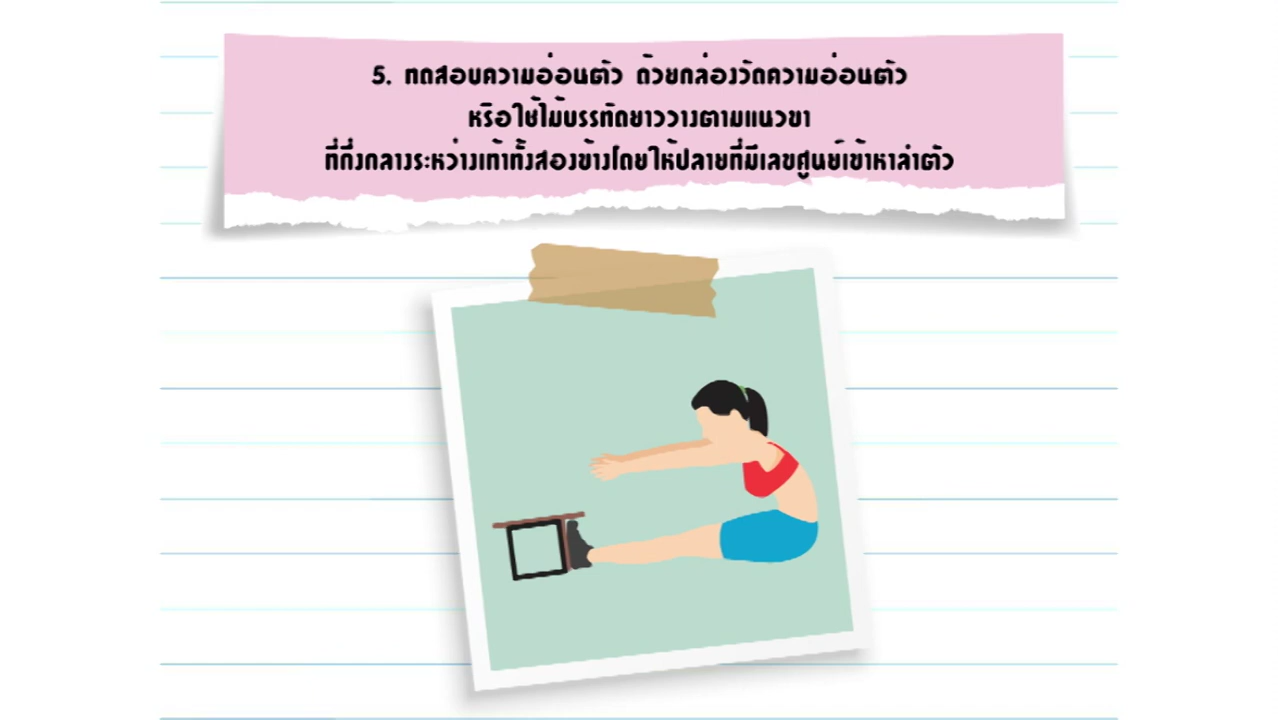 5. ทดสอบความอ่อนตัว ด้วยกล่องวัดความอ่อนตัว
หรือใช้ไม้บรรทัดยาววางตามแนวขา
ที่กึ่งกลางระหว่างเท้าทั้งสองข้างโดยให้ปลายที่มีเลขศูนย์เข้าหาลำตัว